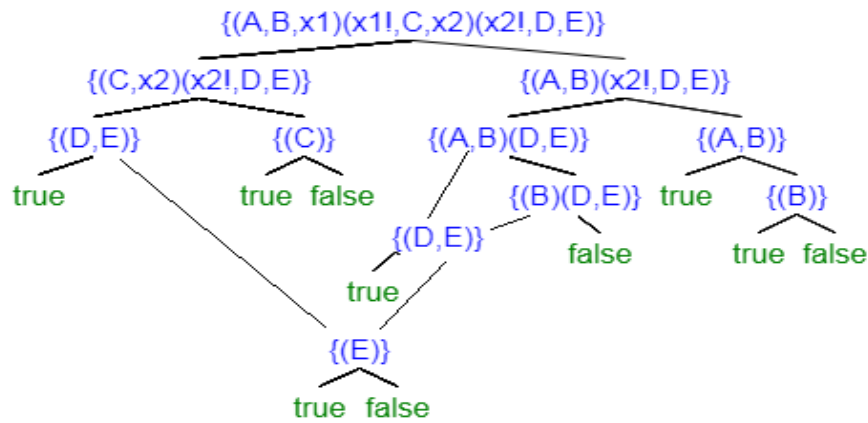 {(A,B,x1)(x1!,C,x2)(x2!,D,E)}
{(C,x2)(x2!,D,E)} {(A,B)(x2!,D,E)}
{(D,E)} {(C)} {(A,B)(D,E)} {(A,B)}
true true false {(B)(D,E)} true {(B)}
{(D,E)} false true false
true
{(E)}
true false